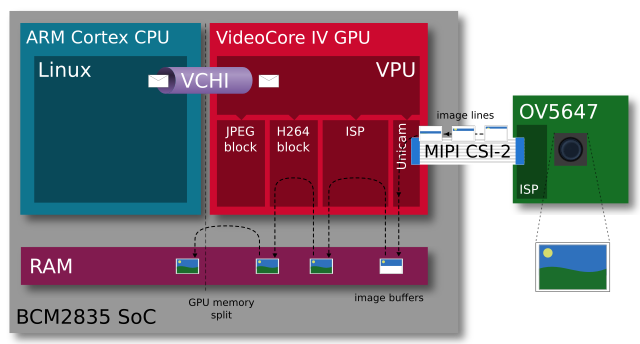 ARM Cortex CPU
VideoCore IV GPU
Linux
VCHI
VPU
JPEG
block
H264
block
ISP
Unicam
image lines
MIPI CSI-2
OV5647
ISP
RAM
GPU memory
split
image buffers
BCM2835 SoC